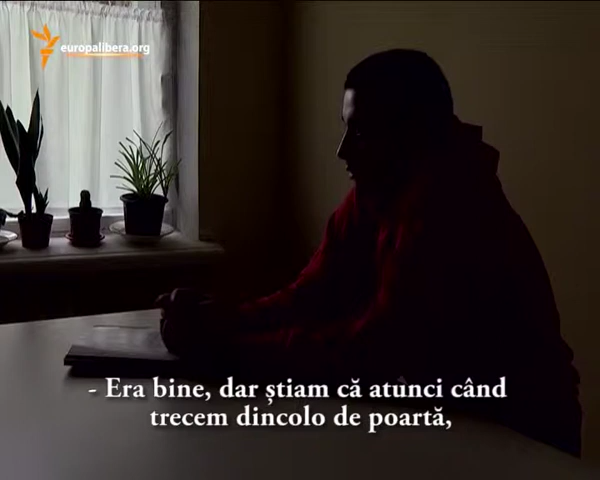 europalibera.org
- Era bine, dar știam că atunci când
trecem dincolo de poartă,